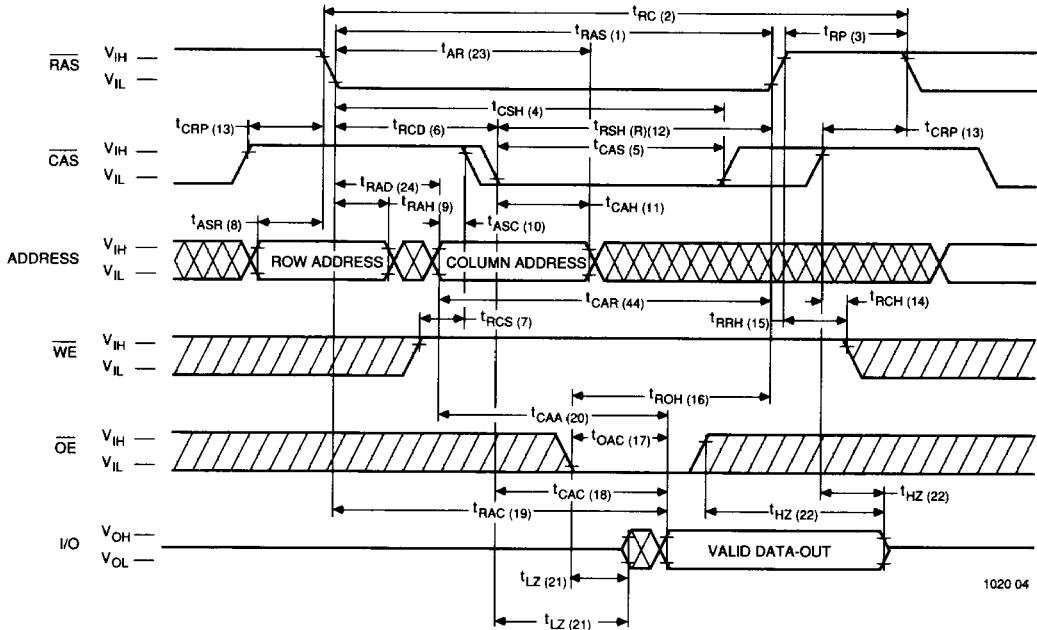 tRC (2)
tRAS (1)
tRP (3)
tAR (23)
RAS
VIH
VIL
tCSH (4)
tCRP (13)
tRCD (6)
tRSH (R)(12)
tCRP (13)
CAS
VIH
VIL
tCAS (5)
tRAD (24)
tRAH (9)
tCAH (11)
tASR (8)
tASC (10)
ADDRESS
VIH
VIL
ROW ADDRESS
COLUMN ADDRESS
tCAR (44)
tRCH (14)
tRCS (7)
tRRH (15)
WE
VIH
VIL
tROH (16)
tCAA (20)
OE
VIH
VIL
tOAC (17)
tCAC (18)
tHZ (22)
tRAC (19)
tHZ (22)
I/O
VOH
VOL
VALID DATA-OUT
tLZ (21)
1020 04
tLZ (21)